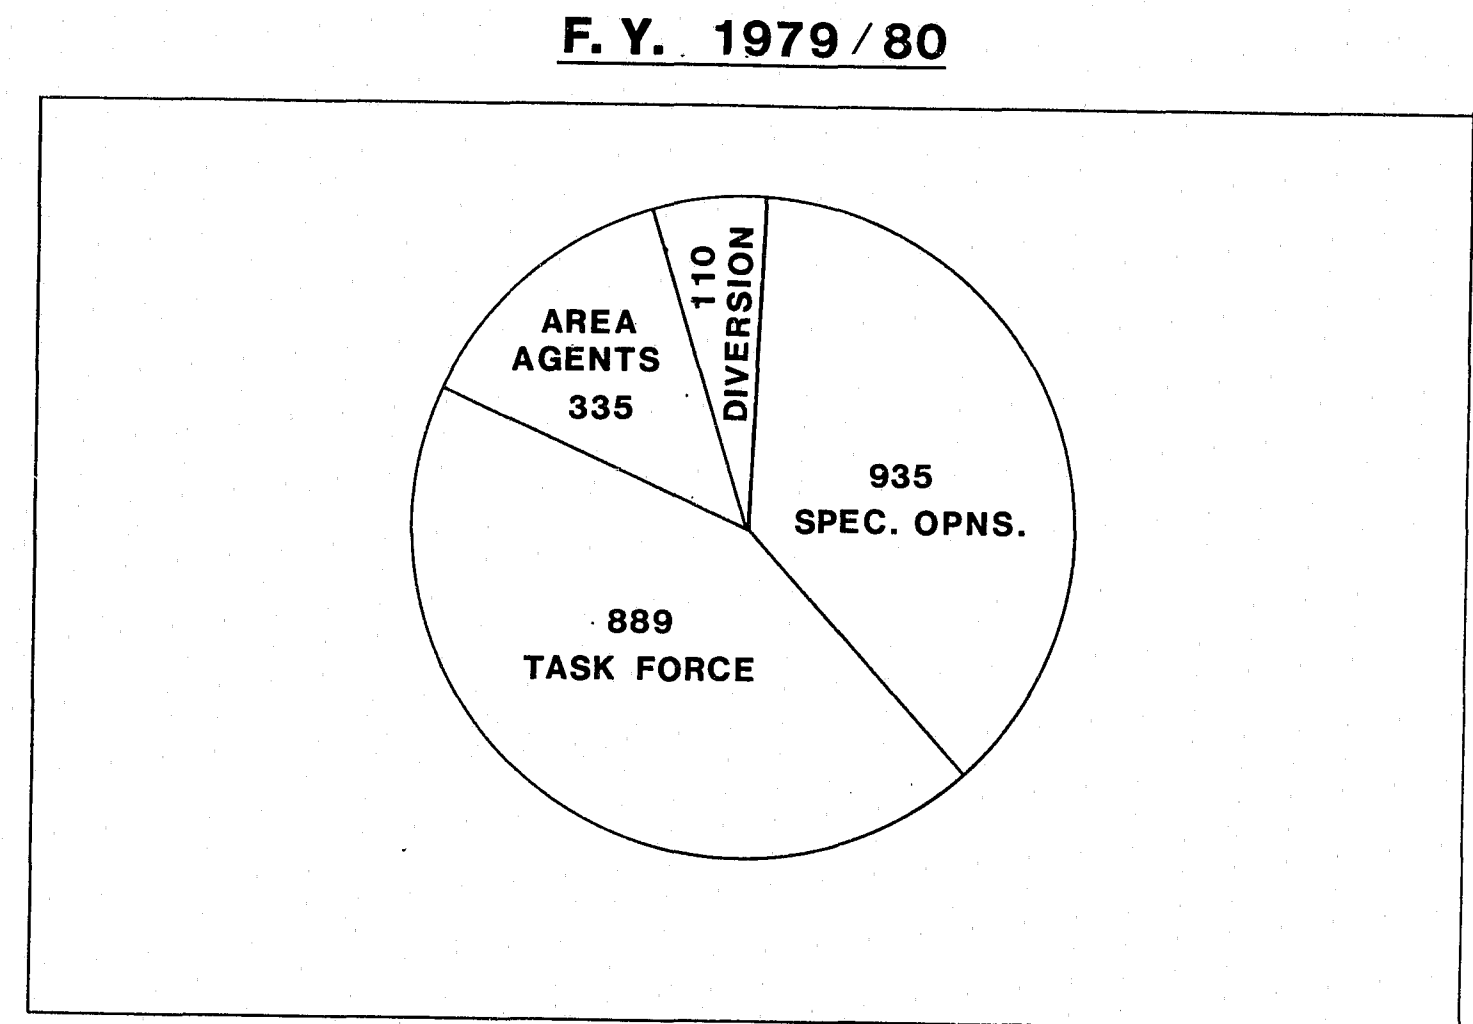 F. Y. 1979/80
110
DIVERSION
AREA
AGENTS
335
935
SPEC. OPNS.
889
TASK FORCE